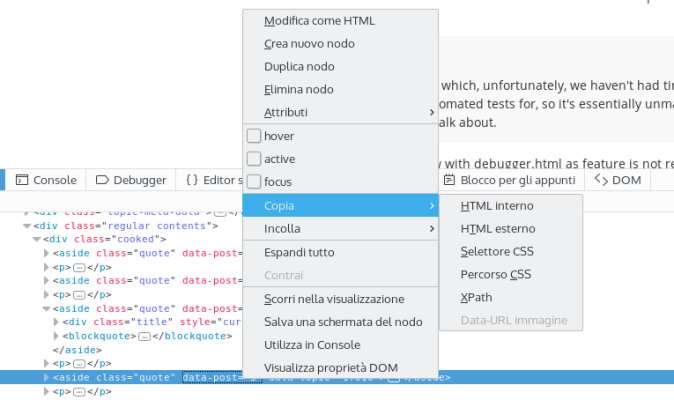 Modifica come HTML
Crea nuovo nodo
Duplica nodo
Elimina nodo
Attributi
hover
active
focus
Copia
Incolla
Espandi tutto
Contrai
Scorri nella visualizzazione
Salva una schermata del nodo
Utilizza in Console
Visualizza proprietà DOM
HTML interno
HTML esterno
Selettore CSS
Percorso CSS
XPath
Data-URL immagine
which, unfortunately, we haven't had
omated tests for, so it's essentially
alk about.
with debugger.html as feature is not
Console Debugger {} Editor Blocco per gli appunti DOM
<div class="topic-meta-data">
<div class="regular contents">
<div class="cooked">
<aside class="quote" data-post=
<p></p>
<aside class="quote" data-post=
<p></p>
<aside class="quote" data-post=
<div class="title" style=
<blockquote></blockquote>
</aside>
<p></p>
<aside class="quote" data-post=
<p></p>